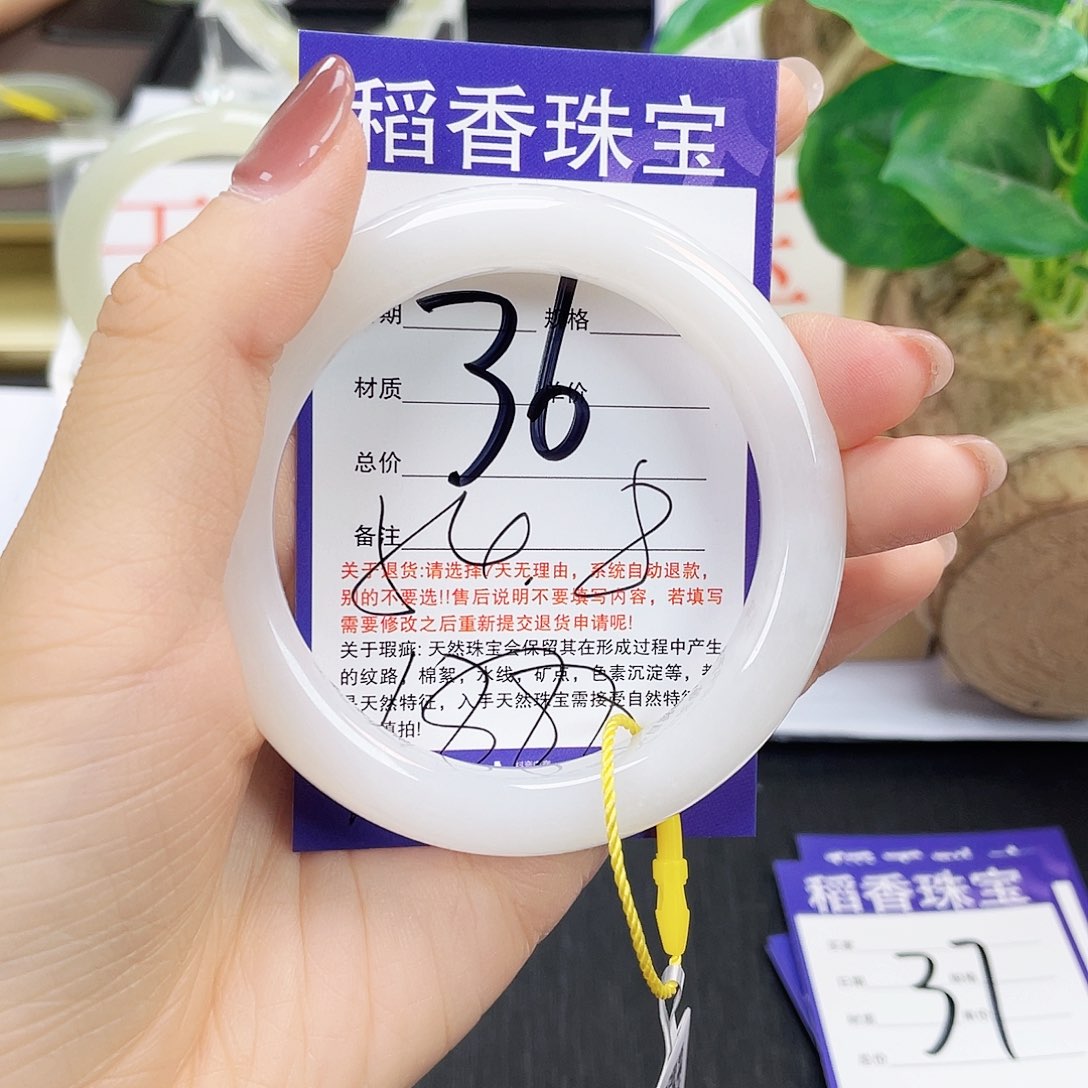 稻香珠宝
期 规格
36
材质 单价
总价
备注
56.8
关于退货:请选择7天无理由，系统自动退款，
别的不要选!!售后说明不要填写内容，若填写
需要修改之后重新提交退货申请呢!
关于瑕疵: 天然珠宝会保留其在形成过程中产生
的纹路，棉絮，水线，矿点，色素沉淀等，都
是天然特征，入手天然珠宝需接受自然特征
慎拍!
稻香珠宝
37